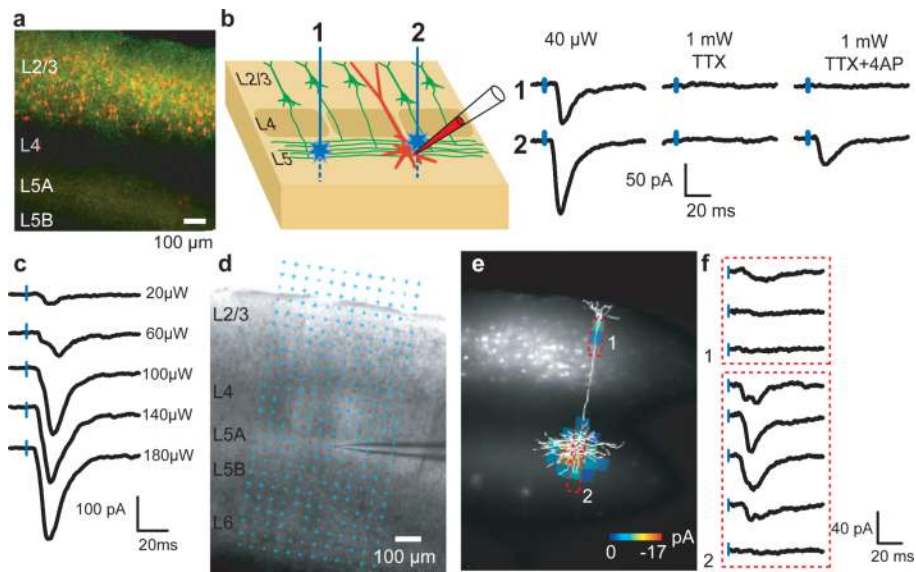 a
L2/3
L4
L5A
L5B
100 µm
b
1 2
L2/3
L4
L5
40 µW
1 mW
TTX
1 mW
TTX+4AP
1
2
50 pA
20 ms
c
20µW
60µW
100µW
140µW
180µW
100 pA
20ms
d
L2/3
L4
L5A
L5B
L6
100 µm
e
1
2
pA
0 -17
f
1
2
40 pA
20 ms